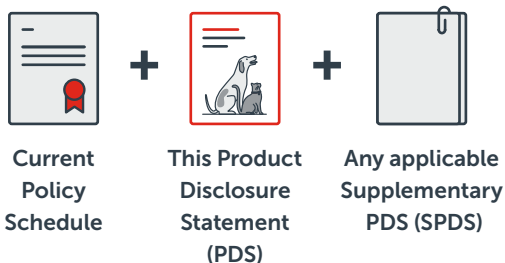 + +
Current
Policy
Schedule
This Product
Disclosure
Statement
(PDS)
Any applicable
Supplementary
PDS (SPDS)